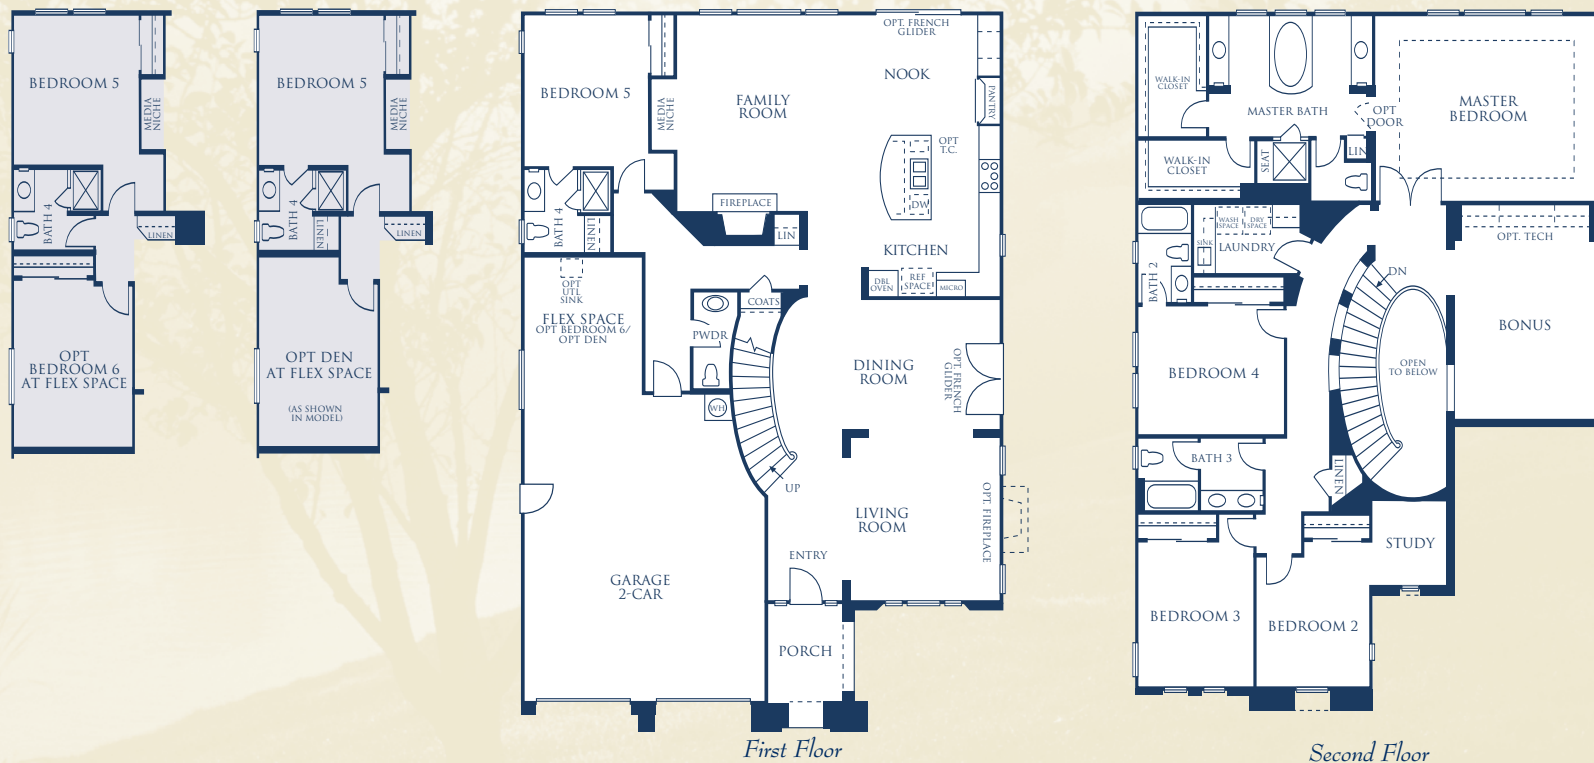 BEDROOM 5
MEDIA
NICHE
BATH 4
LINEN
OPT
BEDROOM 6
AT FLEX SPACE
BEDROOM 5
MEDIA
NICHE
BATH 4
LINEN
LINEN
OPT DEN
AT FLEX SPACE
(AS SHOWN
IN MODEL)
BEDROOM 5
MEDIA
NICHE
FAMILY
ROOM
OPT. FRENCH
GLIDER
NOOK
PANTRY
OPT
T.C.
DW
FIREPLACE
LIN
BATH 4
LINEN
KITCHEN
DBL
OVEN
REF
SPACE
MICRO
OPT
UTL
SINK
FLEX SPACE
OPT BEDROOM 6/
OPT DEN
COATS
PWDR
WH
DINING
ROOM
OPT. FRENCH
GLIDER
UP
LIVING
ROOM
OPT. FIREPLACE
ENTRY
GARAGE
2-CAR
PORCH
First Floor
WALK-IN
CLOSET
MASTER BATH
OPT
DOOR
MASTER
BEDROOM
LIN
WALK-IN
CLOSET
SEAT
WASH
SPACE
DRY
SPACE
SINK
LAUNDRY
OPT. TECH
BATH 2
DN
BONUS
BEDROOM 4
OPEN
TO BELOW
BATH 3
LINEN
STUDY
BEDROOM 3
BEDROOM 2
Second Floor